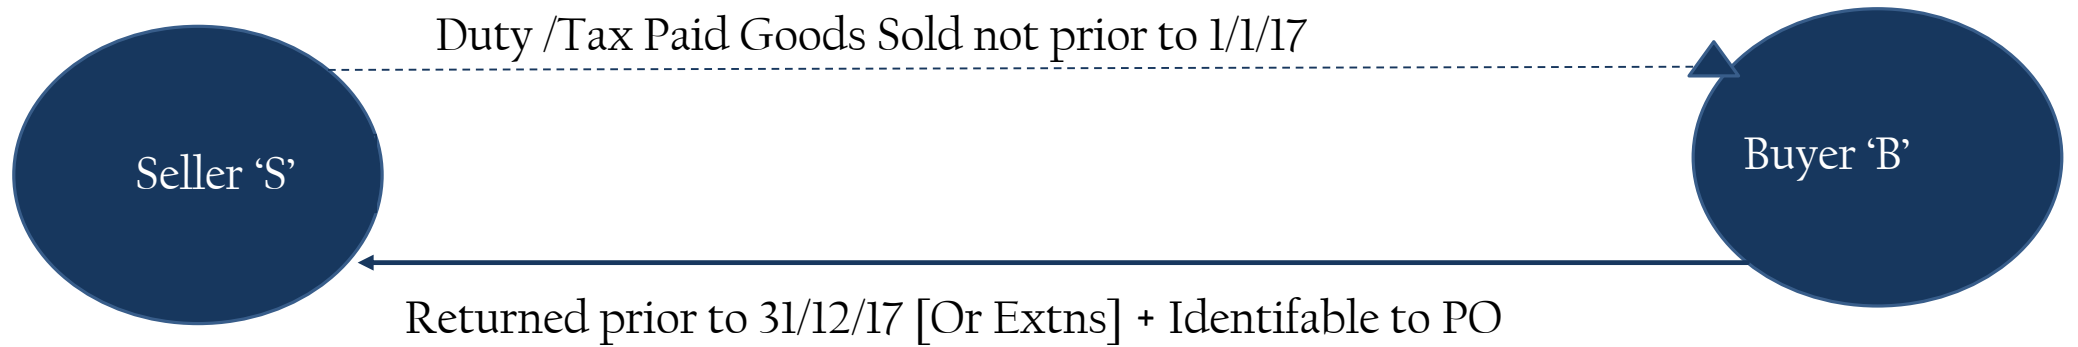 Duty /Tax Paid Goods Sold not prior to 1/1/17
Seller ‘S’
Buyer ‘B’
Returned prior to 31/12/17 [Or Extns] + Identifable to PO